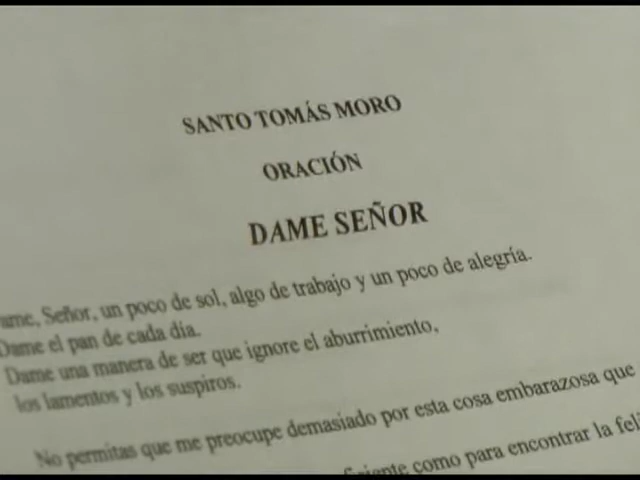 SANTO TOMÁS MORO
ORACIÓN
DAME SEÑOR
ame, Señor, un poco de sol, algo de trabajo y un poco de alegría.
Dame el pan de cada día.
Dame una manera de ser que ignore el aburrimiento,
los lamentos y los suspiros.
No permitas que me preocupe demasiado por esta cosa embarazosa que
como para encontrar la feli